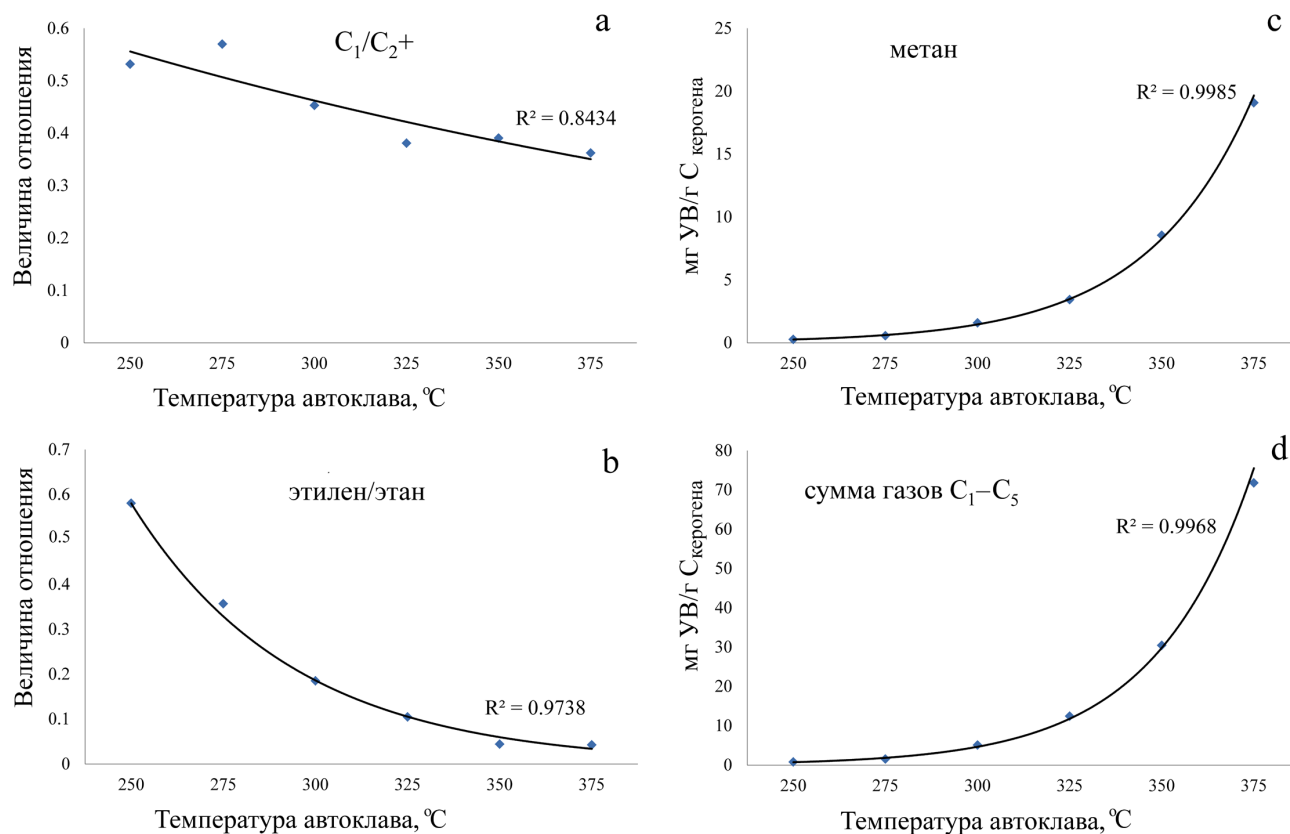 a
C₁/C₂+
Величина отношения
0.6
0.5
0.4
0.3
0.2
0.1
0
R² = 0.8434
250 275 300 325 350 375
Температура автоклава, °C
c
метан
мг УВ/г С керогена
25
20
15
10
5
0
R² = 0.9985
250 275 300 325 350 375
Температура автоклава, °C
b
этилен/этан
Величина отношения
0.7
0.6
0.5
0.4
0.3
0.2
0.1
0
R² = 0.9738
250 275 300 325 350 375
Температура автоклава, °C
d
сумма газов C₁–C₅
мг УВ/г Скерогена
80
70
60
50
40
30
20
10
0
R² = 0.9968
250 275 300 325 350 375
Температура автоклава, °C